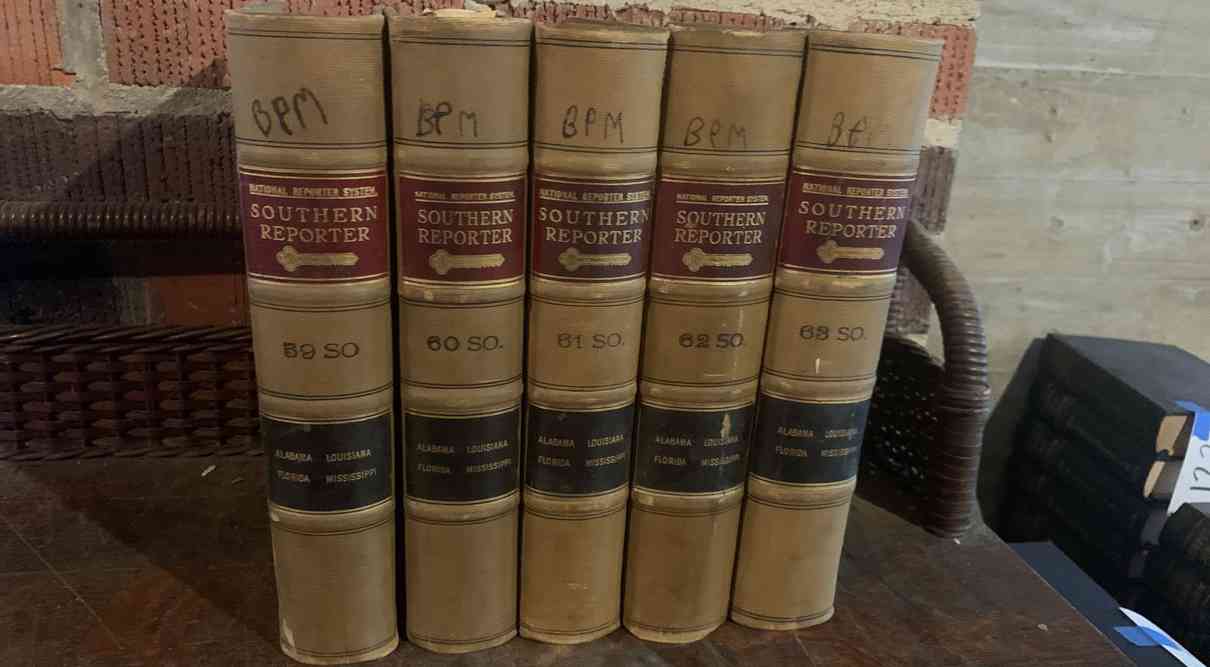 BPM
NATIONAL REPORTER SYSTEM
SOUTHERN
REPORTER
59 SO
ALABAMA LOUISIANA
FLORIDA MISSISSIPPI
BPM
NATIONAL REPORTER SYSTEM
SOUTHERN
REPORTER
60 SO.
ALABAMA LOUISIANA
FLORIDA MISSISSIPPI
BPM
NATIONAL REPORTER SYSTEM
SOUTHERN
REPORTER
61 SO.
ALABAMA LOUISIANA
FLORIDA MISSISSIPPI
BPM
NATIONAL REPORTER SYSTEM
SOUTHERN
REPORTER
62 SO.
ALABAMA LOUISIANA
FLORIDA MISSISSIPPI
BPM
NATIONAL REPORTER SYSTEM
SOUTHERN
REPORTER
63 SO.
ALABAMA LOUISIANA
FLORIDA MISSISSIPPI